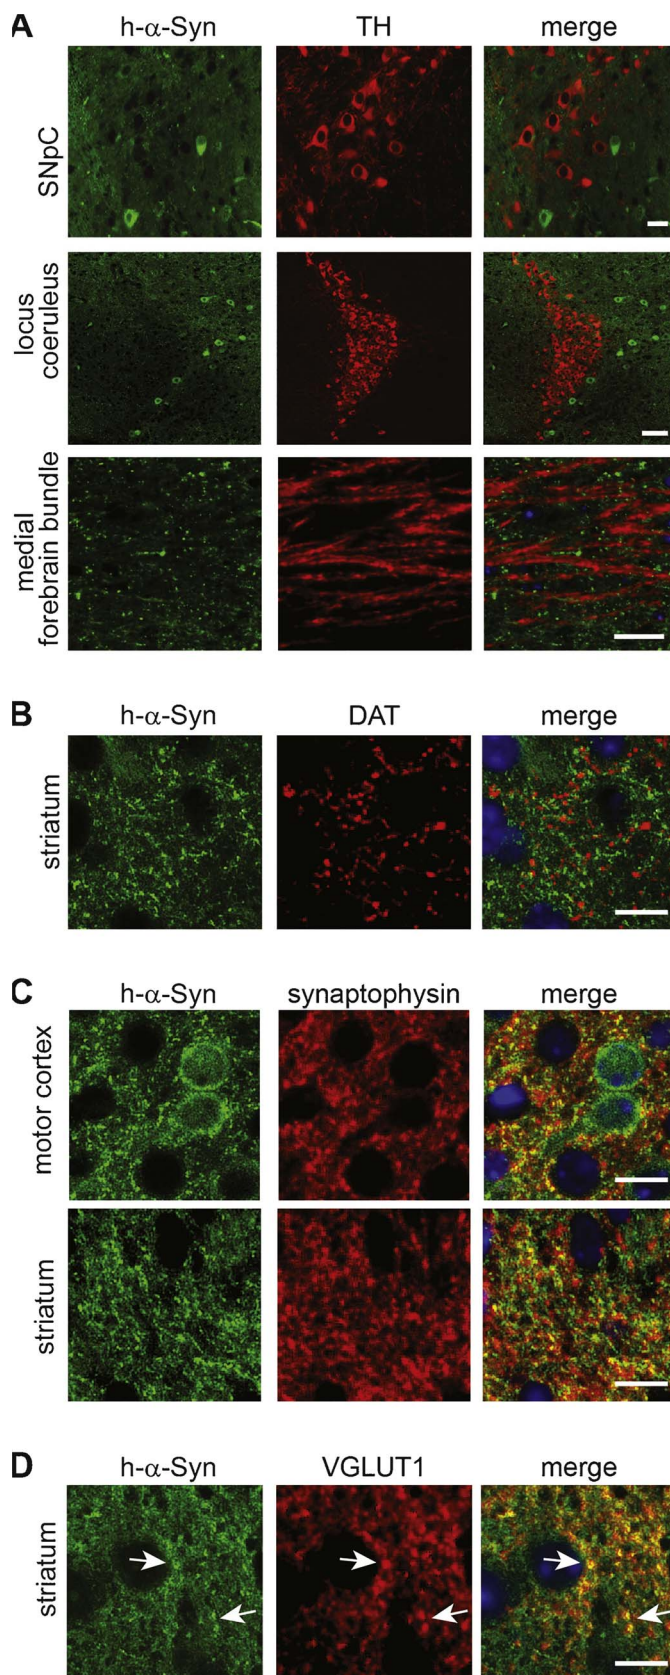 A
h-α-Syn TH merge
SNpC
locus
coeruleus
medial
forebrain bundle
B
h-α-Syn DAT merge
striatum
C
h-α-Syn synaptophysin merge
motor cortex
striatum
D
h-α-Syn VGLUT1 merge
striatum